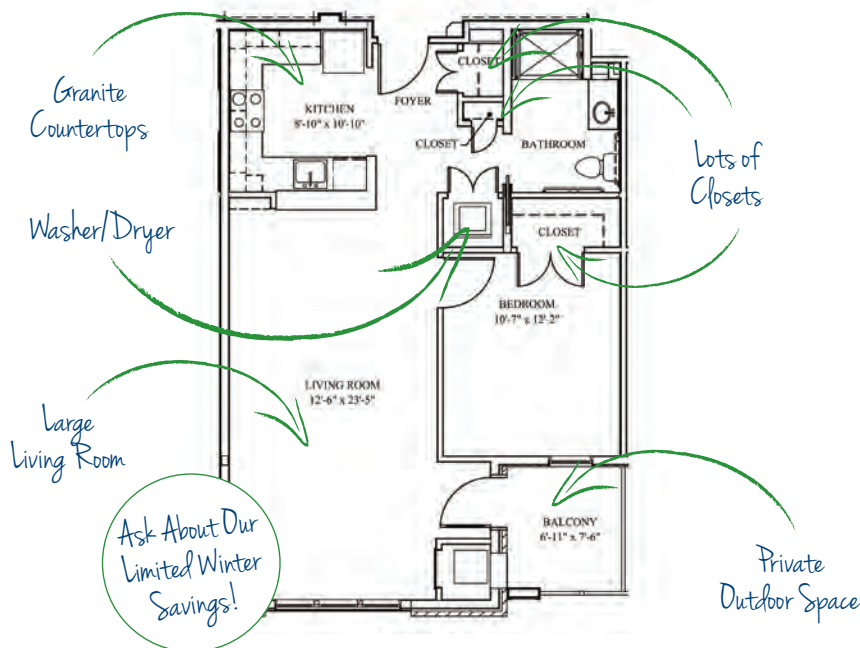 Granite
Countertops
KITCHEN
8'-10" x 10'-10"
FOYER
CLOSET
CLOSET
BATHROOM
Lots of
Closets
Washer/Dryer
CLOSET
BEDROOM
10'-7" x 12'-2"
LIVING ROOM
12'-6" x 23'-5"
Large
Living Room
Ask About Our
Limited Winter
Savings!
BALCONY
6'-11" x 7'-6"
Private
Outdoor Space